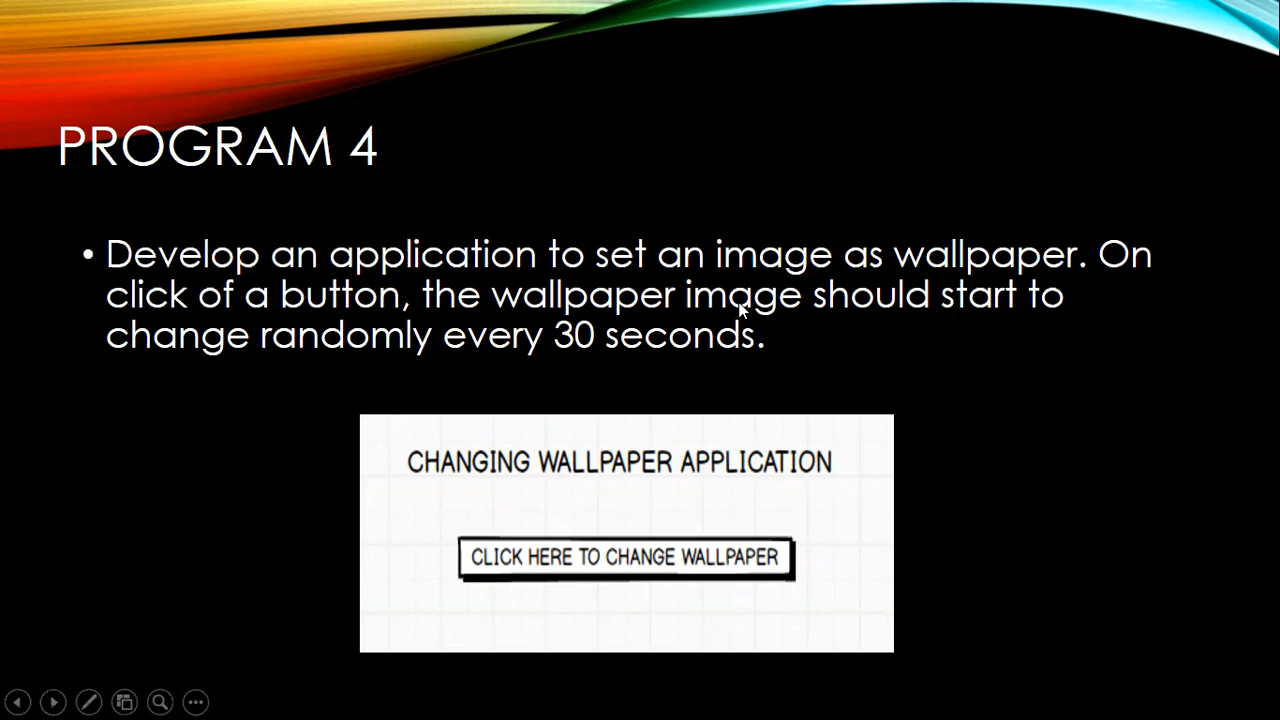 PROGRAM 4
• Develop an application to set an image as wallpaper. On
click of a button, the wallpaper image should start to
change randomly every 30 seconds.
CHANGING WALLPAPER APPLICATION
CLICK HERE TO CHANGE WALLPAPER